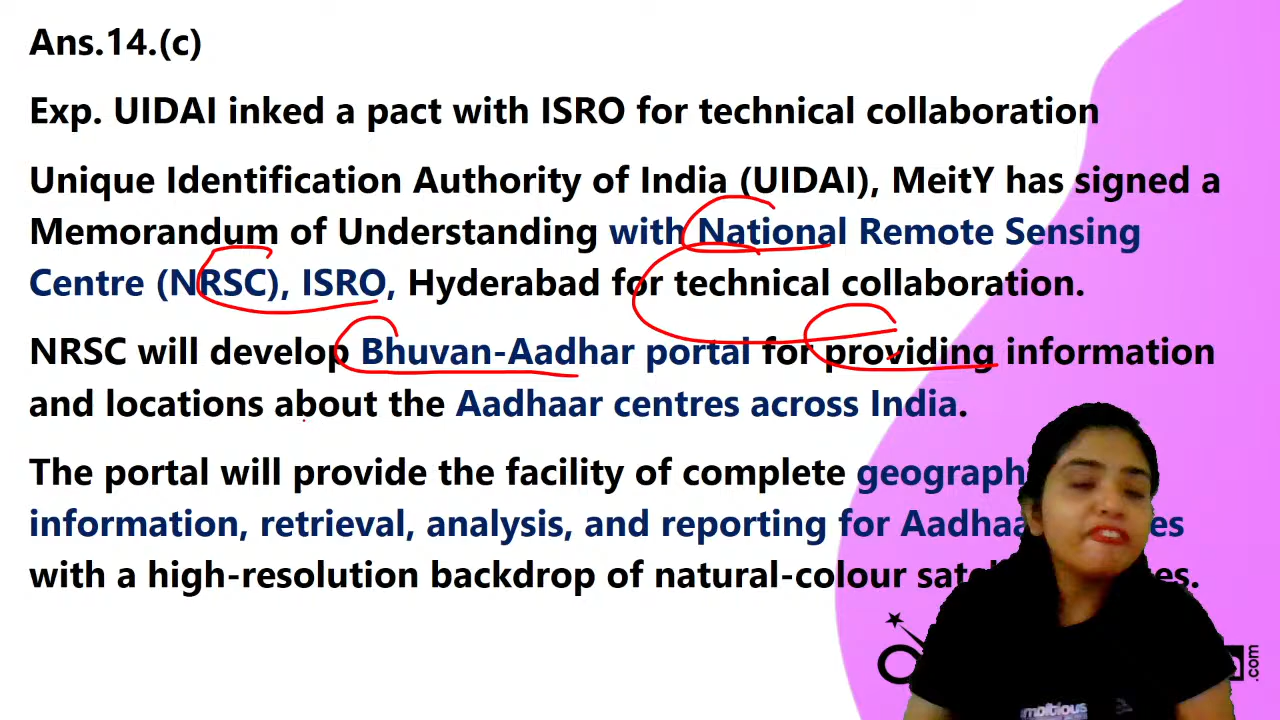 Ans.14.(c)
Exp. UIDAI inked a pact with ISRO for technical collaboration
Unique Identification Authority of India (UIDAI), MeitY has signed a
Memorandum of Understanding with National Remote Sensing
Centre (NRSC), ISRO, Hyderabad for technical collaboration.
NRSC will develop Bhuvan-Aadhar portal for providing information
and locations about the Aadhaar centres across India.
The portal will provide the facility of complete
information, retrieval, analysis, and reporting for
with a high-resolution backdrop of natural-colour
.com